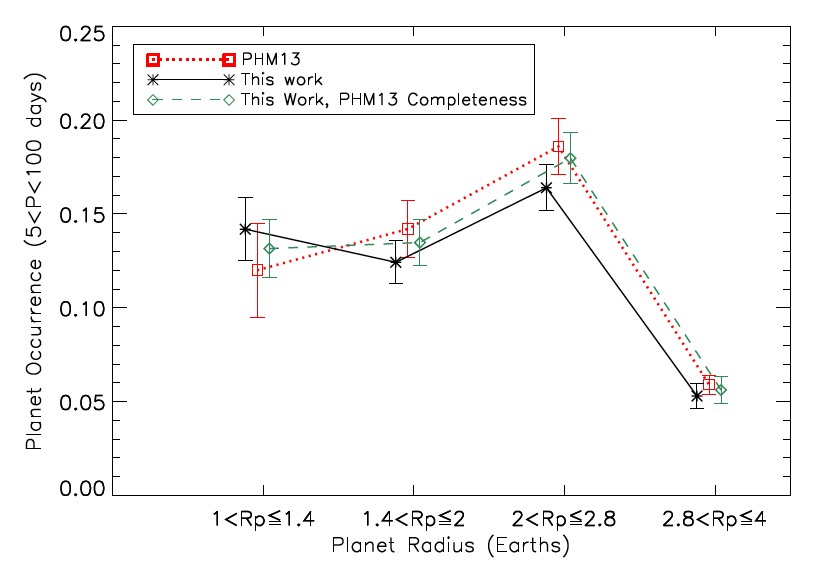 0.25
PHM13
This work
This Work, PHM13 Completeness
0.20
0.15
0.10
0.05
0.00
Planet Occurrence (5<P<100 days)
1<Rp≦1.4 1.4<Rp≦2 2<Rp≦2.8 2.8<Rp≦4
Planet Radius (Earths)